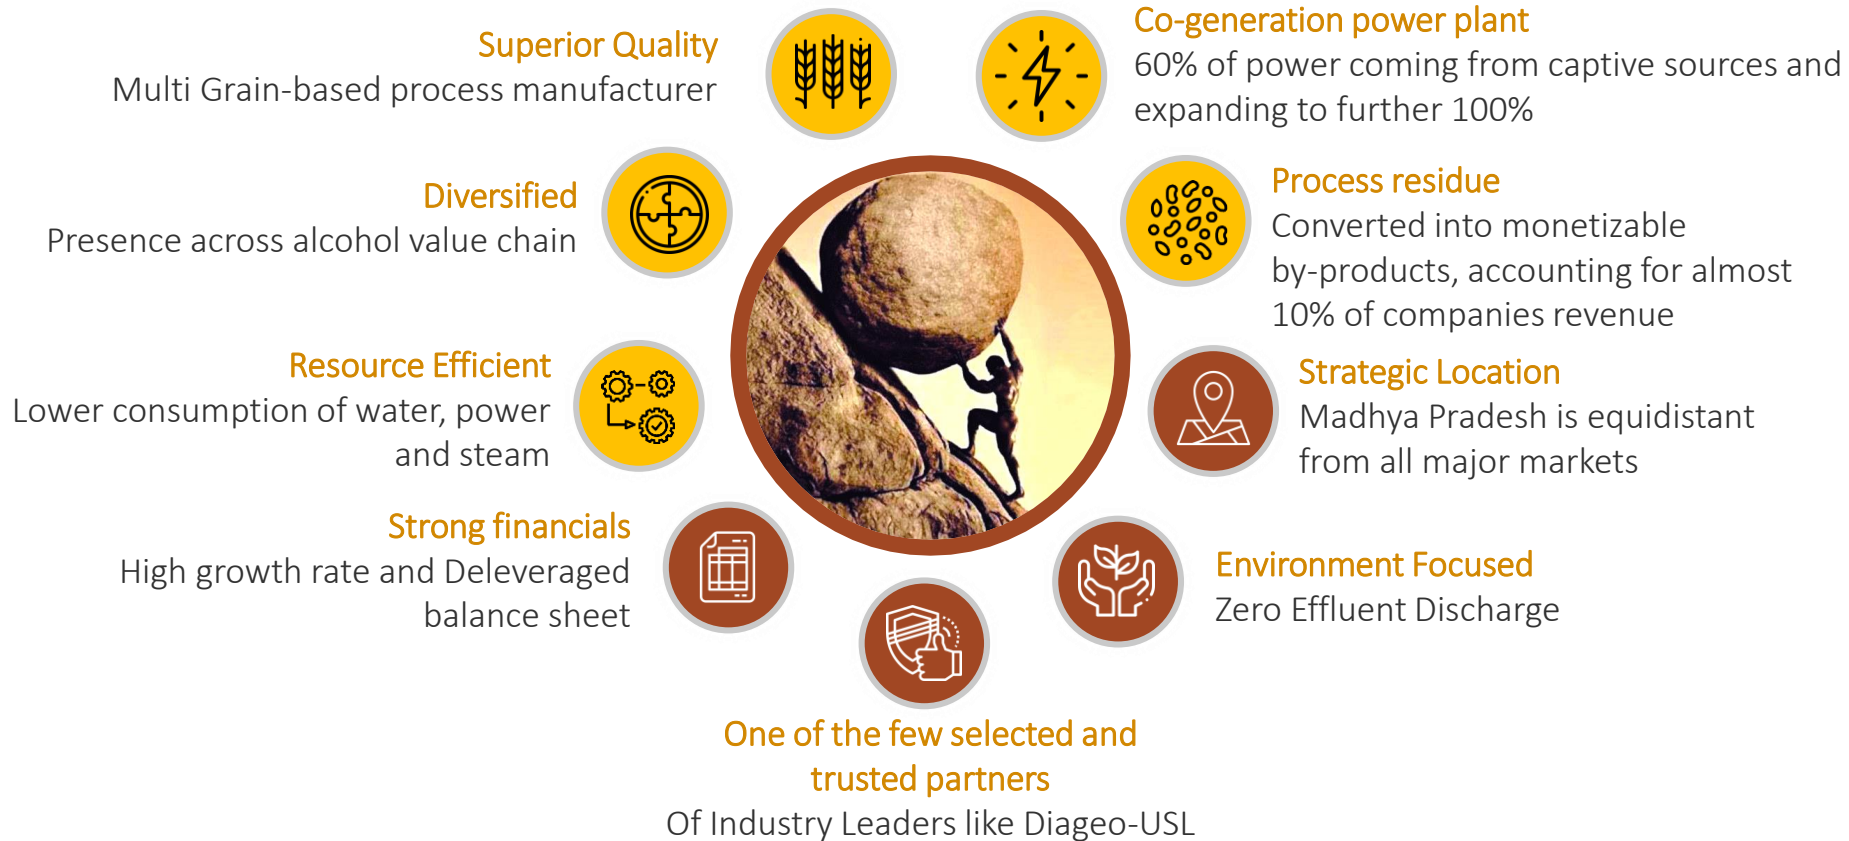 Superior Quality
Multi Grain-based process manufacturer
Co-generation power plant
60% of power coming from captive sources and
expanding to further 100%
Diversified
Presence across alcohol value chain
Process residue
Converted into monetizable
by-products, accounting for almost
10% of companies revenue
Resource Efficient
Lower consumption of water, power
and steam
Strategic Location
Madhya Pradesh is equidistant
from all major markets
Strong financials
High growth rate and Deleveraged
balance sheet
Environment Focused
Zero Effluent Discharge
One of the few selected and
trusted partners
Of Industry Leaders like Diageo-USL